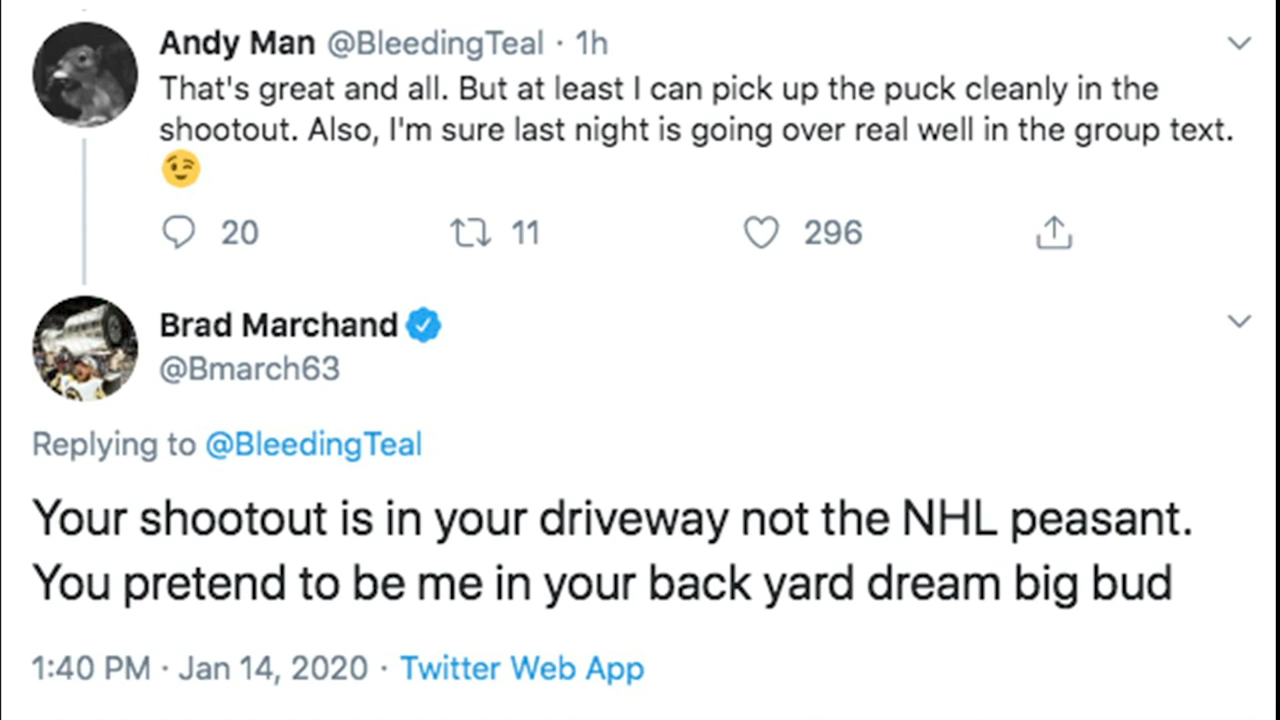 Andy Man @BleedingTeal · 1h
That's great and all. But at least I can pick up the puck cleanly in the
shootout. Also, I'm sure last night is going over real well in the group text.
😉
20 11 296
Brad Marchand
@Bmarch63
Replying to @BleedingTeal
Your shootout is in your driveway not the NHL peasant.
You pretend to be me in your back yard dream big bud
1:40 PM · Jan 14, 2020 · Twitter Web App